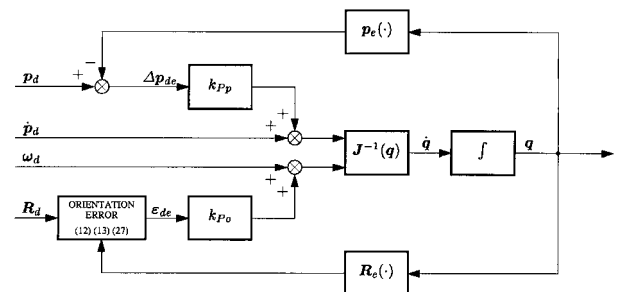 p_e(·)
−
+
p_d
Δp_de
k_Pp
+
ṗ_d
+
ω_d
+
+
J⁻¹(q)
q̇
∫
q
R_d
ORIENTATION
ERROR
(12) (13) (27)
ε_de
k_Po
R_e(·)